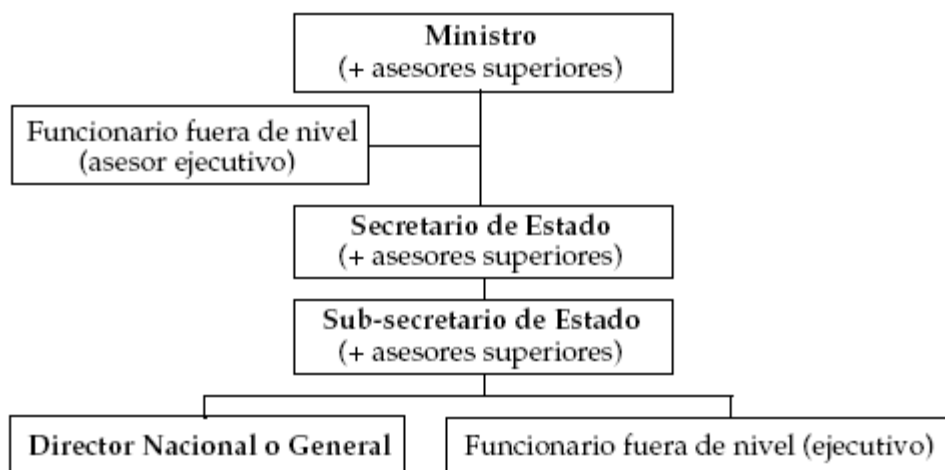 Ministro
(+ asesores superiores)
Funcionario fuera de nivel
(asesor ejecutivo)
Secretario de Estado
(+ asesores superiores)
Sub-secretario de Estado
(+ asesores superiores)
Director Nacional o General
Funcionario fuera de nivel (ejecutivo)